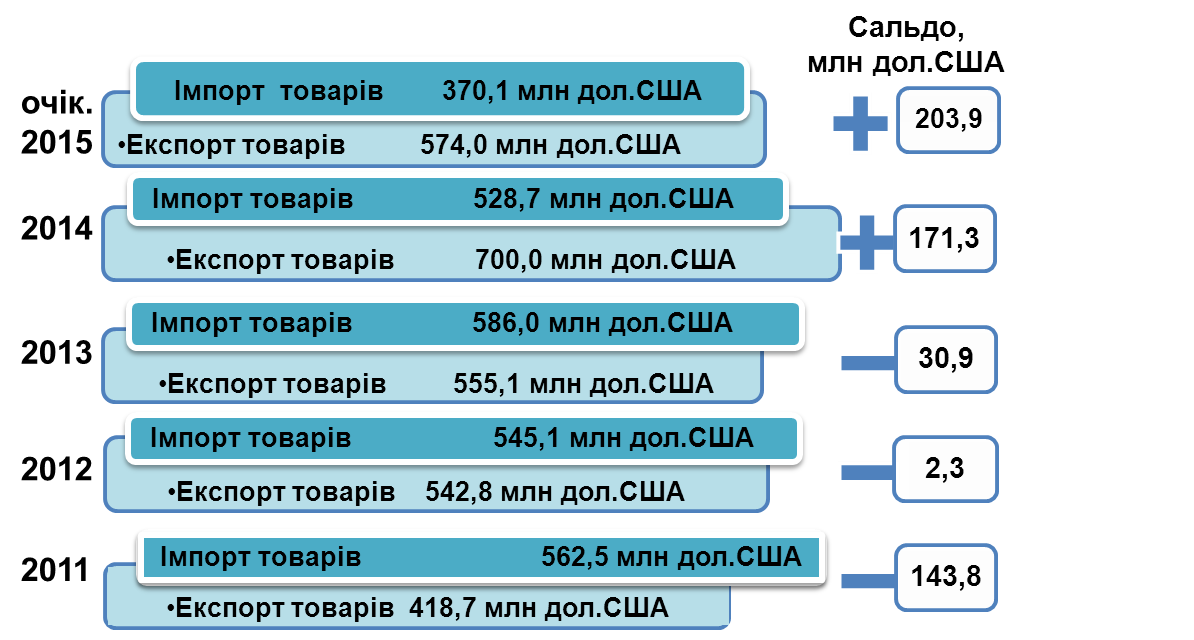 Сальдо,
млн дол.США
очік.
2015
Імпорт товарів 370,1 млн дол.США
•Експорт товарів 574,0 млн дол.США
+ 203,9
2014
Імпорт товарів 528,7 млн дол.США
•Експорт товарів 700,0 млн дол.США
+ 171,3
2013
Імпорт товарів 586,0 млн дол.США
•Експорт товарів 555,1 млн дол.США
− 30,9
2012
Імпорт товарів 545,1 млн дол.США
•Експорт товарів 542,8 млн дол.США
− 2,3
2011
Імпорт товарів 562,5 млн дол.США
•Експорт товарів 418,7 млн дол.США
− 143,8